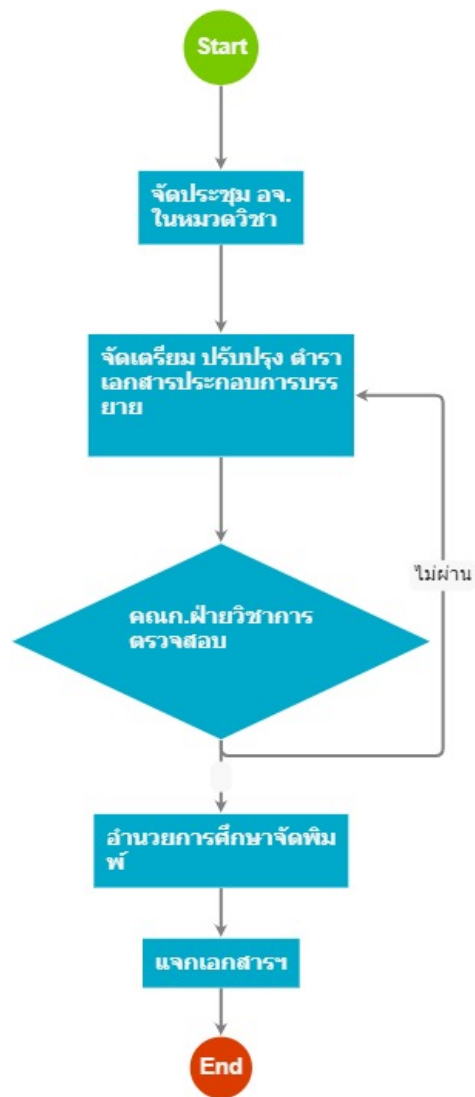 Start
จัดประชุม อจ.
ในหมวดวิชา
จัดเตรียม ปรับปรุง ตำรา
เอกสารประกอบการบรร
ยาย
ไม่ผ่าน
คณก.ฝ่ายวิชาการ
ตรวจสอบ
อำนวยการศึกษาจัดพิม
พ์
แจกเอกสารฯ
End